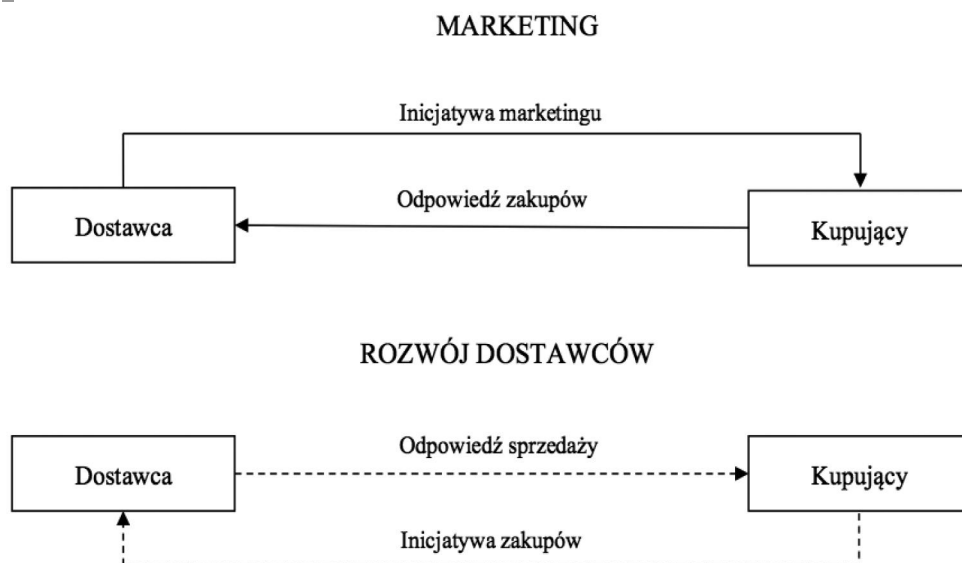 MARKETING
Inicjatywa marketingu
Odpowiedź zakupów
Dostawca
Kupujący
ROZWÓJ DOSTAWCÓW
Odpowiedź sprzedaży
Dostawca
Kupujący
Inicjatywa zakupów